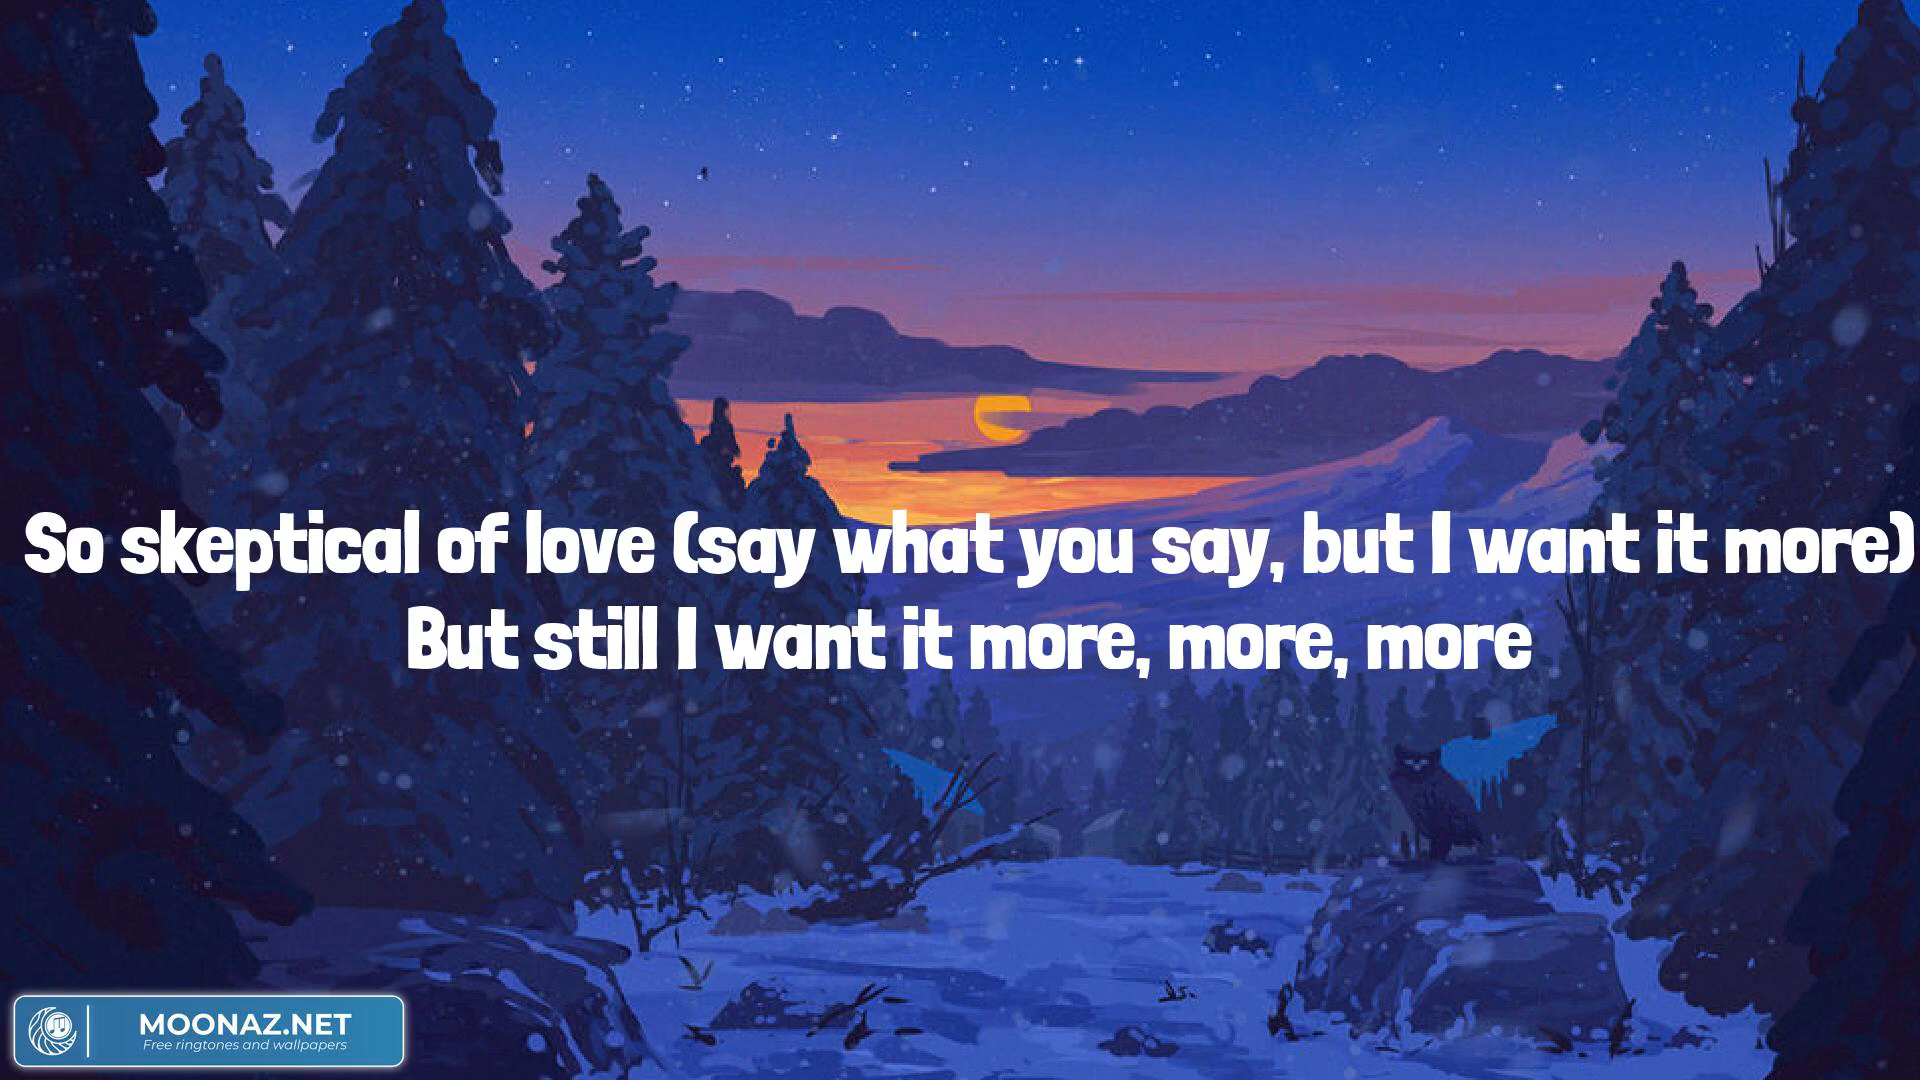 So skeptical of love (say what you say, but I want it more)
But still I want it more, more, more
MOONAZ.NET
Free ringtones and wallpapers